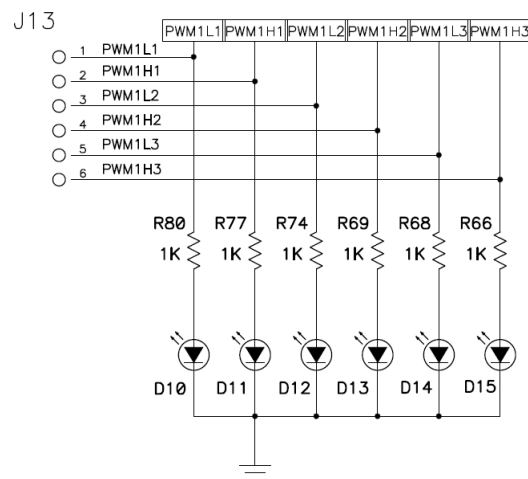 J13
PWM1L1 PWM1H1 PWM1L2 PWM1H2 PWM1L3 PWM1H3
1 PWM1L1
2 PWM1H1
3 PWM1L2
4 PWM1H2
5 PWM1L3
6 PWM1H3
R80 R77 R74 R69 R68 R66
1K 1K 1K 1K 1K 1K
D10 D11 D12 D13 D14 D15